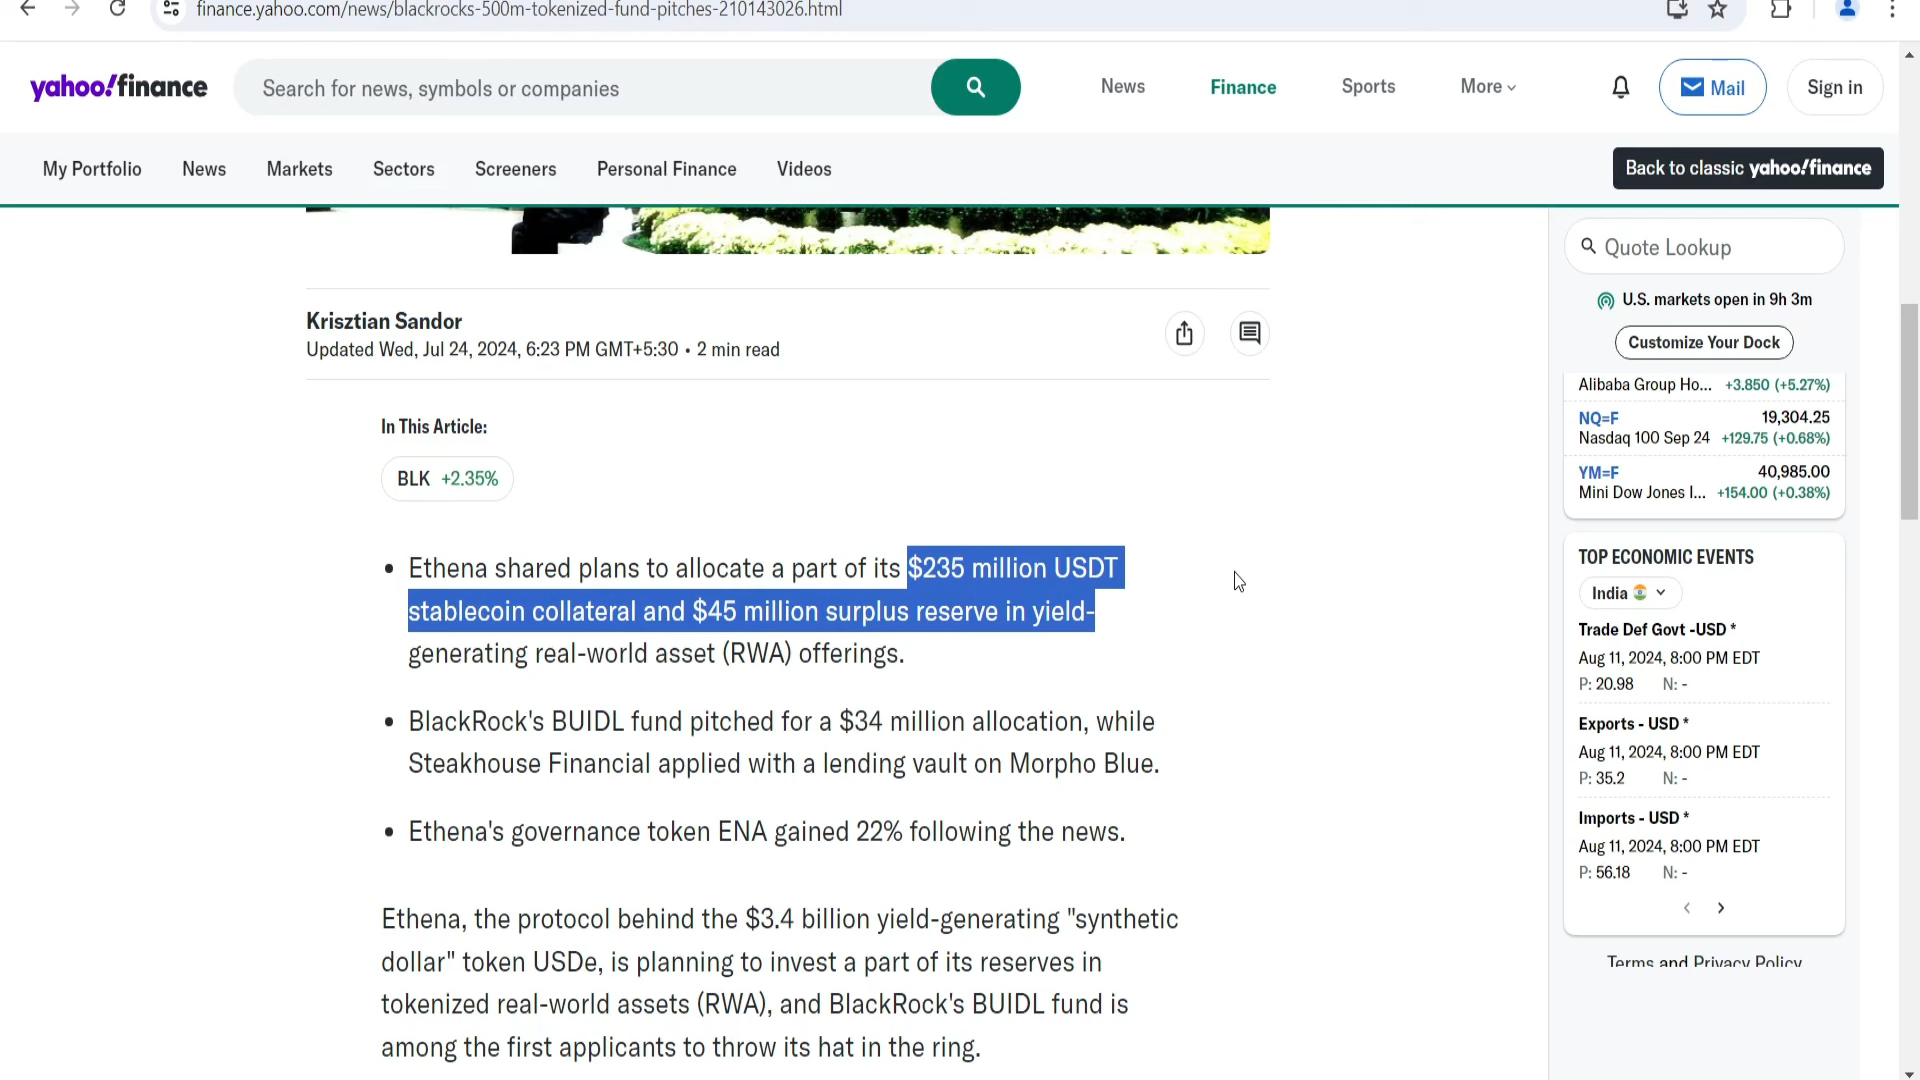 finance.yahoo.com/news/blackrocks-500m-tokenized-fund-pitches-210143026.html
yahoo!finance
Search for news, symbols or companies
News
Finance
Sports
More
Mail
Sign in
My Portfolio
News
Markets
Sectors
Screeners
Personal Finance
Videos
Back to classic yahoo!finance
Krisztian Sandor
Updated Wed, Jul 24, 2024, 6:23 PM GMT+5:30 • 2 min read
In This Article:
BLK +2.35%
• Ethena shared plans to allocate a part of its $235 million USDT
stablecoin collateral and $45 million surplus reserve in yield-
generating real-world asset (RWA) offerings.
• BlackRock's BUIDL fund pitched for a $34 million allocation, while
Steakhouse Financial applied with a lending vault on Morpho Blue.
• Ethena's governance token ENA gained 22% following the news.
Ethena, the protocol behind the $3.4 billion yield-generating "synthetic
dollar" token USDe, is planning to invest a part of its reserves in
tokenized real-world assets (RWA), and BlackRock's BUIDL fund is
among the first applicants to throw its hat in the ring.
Quote Lookup
U.S. markets open in 9h 3m
Customize Your Dock
Alibaba Group Ho... +3.850 (+5.27%)
NQ=F 19,304.25
Nasdaq 100 Sep 24 +129.75 (+0.68%)
YM=F 40,985.00
Mini Dow Jones I... +154.00 (+0.38%)
TOP ECONOMIC EVENTS
India
Trade Def Govt -USD *
Aug 11, 2024, 8:00 PM EDT
P: 20.98 N: -
Exports - USD *
Aug 11, 2024, 8:00 PM EDT
P: 35.2 N: -
Imports - USD *
Aug 11, 2024, 8:00 PM EDT
P: 56.18 N: -
Terms and Privacy Policy